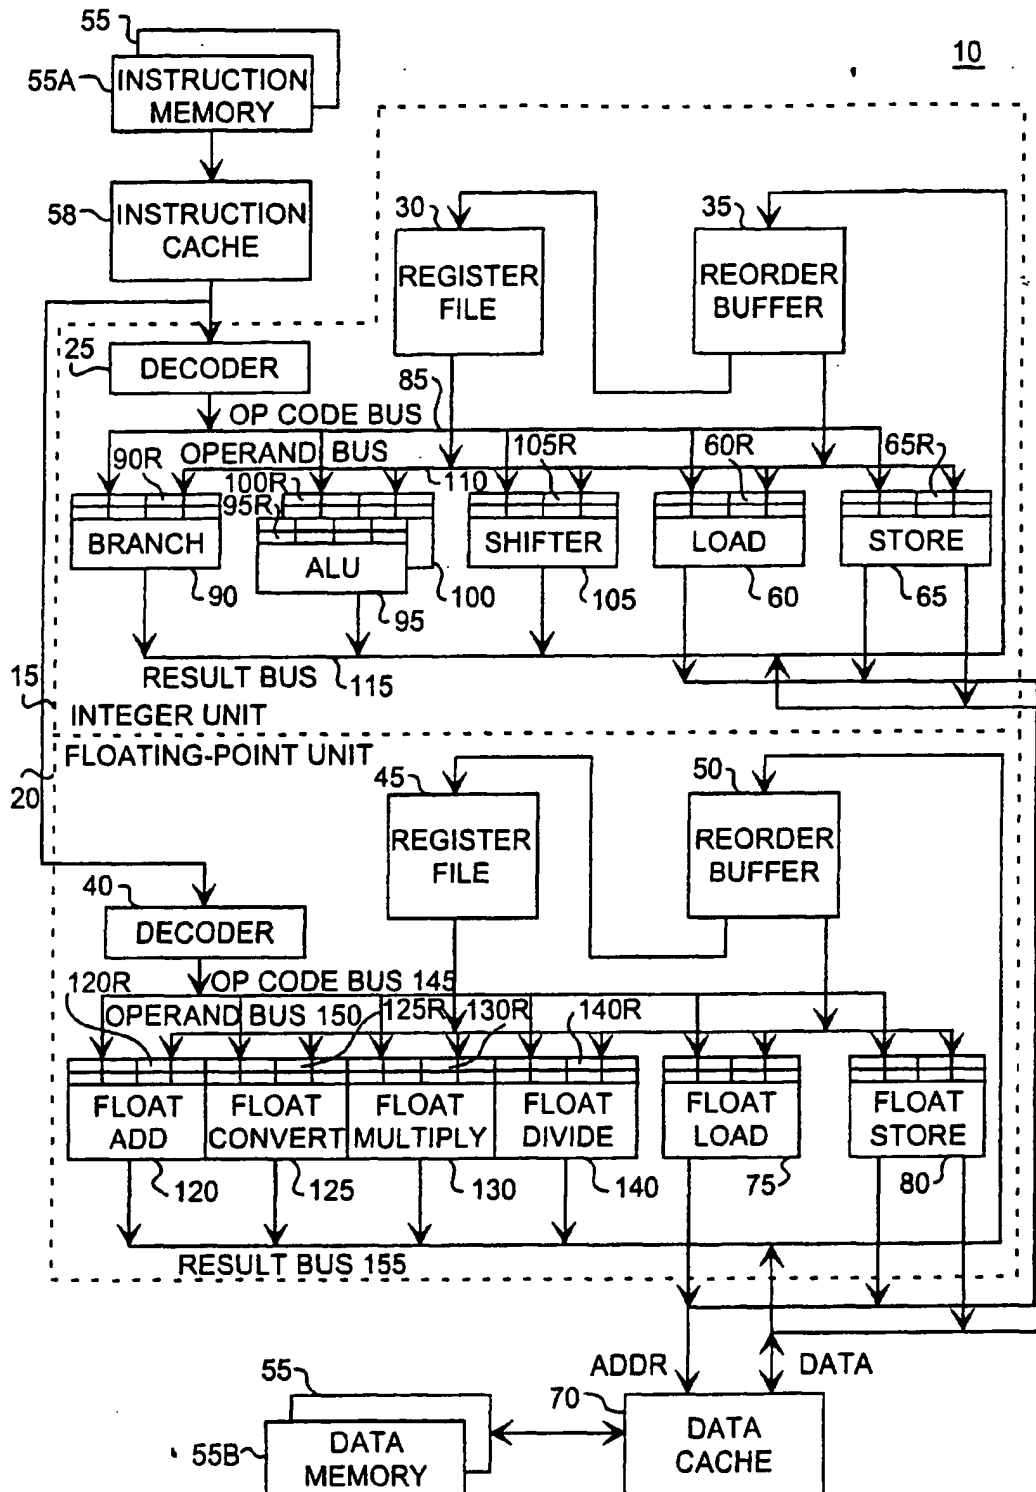 55
10
55A
INSTRUCTION
MEMORY
58
INSTRUCTION
CACHE
30
35
REGISTER
FILE
REORDER
BUFFER
25
DECODER
85
OP CODE BUS
90R
OPERAND BUS
105R
60R
65R
100R
110
95R
BRANCH
ALU
SHIFTER
LOAD
STORE
90
95
100
105
60
65
15
RESULT BUS
115
INTEGER UNIT
FLOATING-POINT UNIT
20
45
50
REGISTER
FILE
REORDER
BUFFER
40
DECODER
120R
OP CODE BUS 145
OPERAND BUS 150
125R
130R
140R
FLOAT
ADD
FLOAT
CONVERT
FLOAT
MULTIPLY
FLOAT
DIVIDE
FLOAT
LOAD
FLOAT
STORE
120
125
130
140
75
80
RESULT BUS 155
ADDR
DATA
55
70
55B
DATA
MEMORY
DATA
CACHE